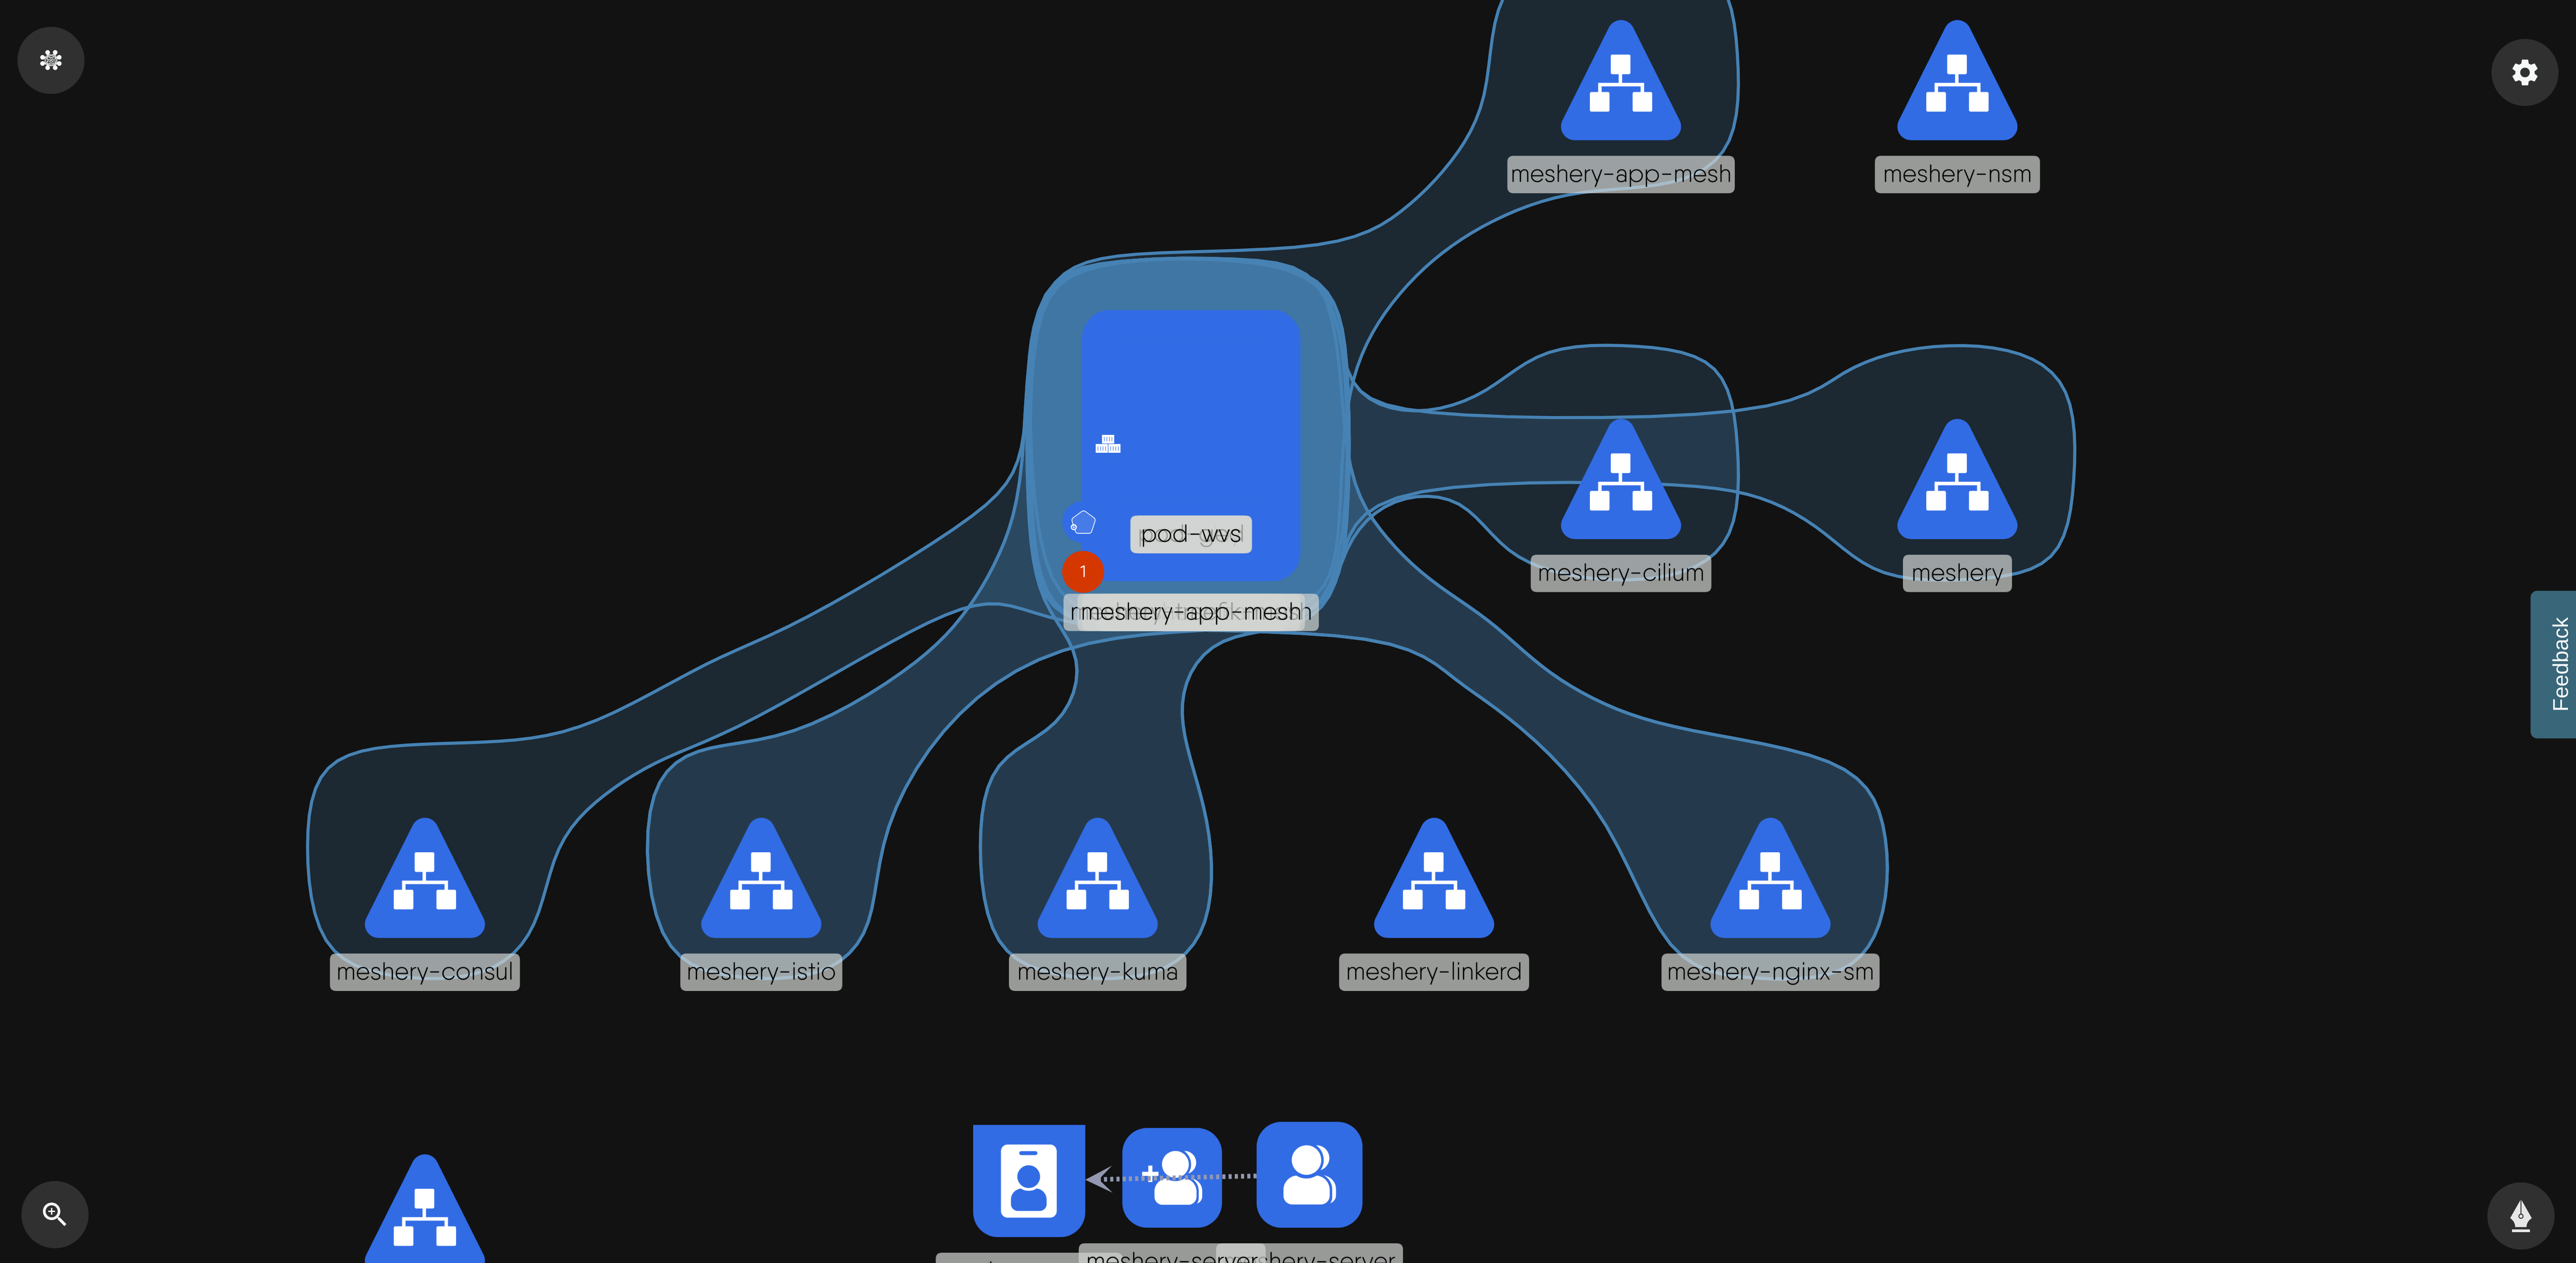 meshery-app-mesh
meshery-nsm
pod-wvs
1
meshery-app-mesh
meshery-cilium
meshery
Feedback
meshery-consul
meshery-istio
meshery-kuma
meshery-linkerd
meshery-nginx-sm
meshery-server